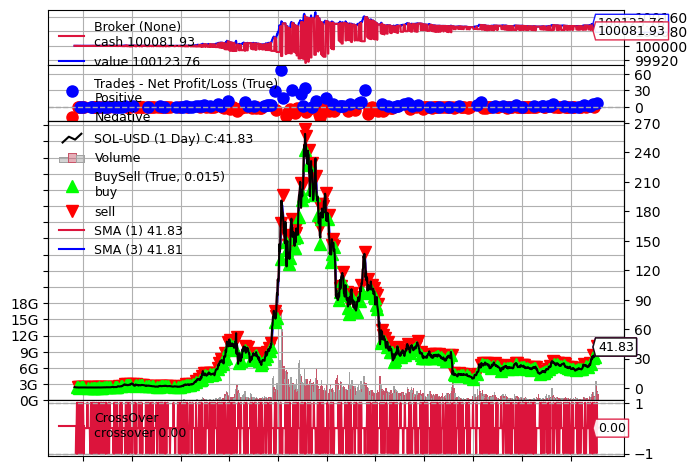 Broker (None)
cash 100081.93
value 100123.76
100123.76
100081.93
100000
99920
Trades - Net Profit/Loss (True)
Positive
Negative
60
30
0
SOL-USD (1 Day) C:41.83
Volume
BuySell (True, 0.015)
buy
sell
SMA (1) 41.83
SMA (3) 41.81
270
240
210
180
150
120
90
60
30
0
41.83
18G
15G
12G
9G
6G
3G
0G
CrossOver
crossover 0.00
1
0.00
−1